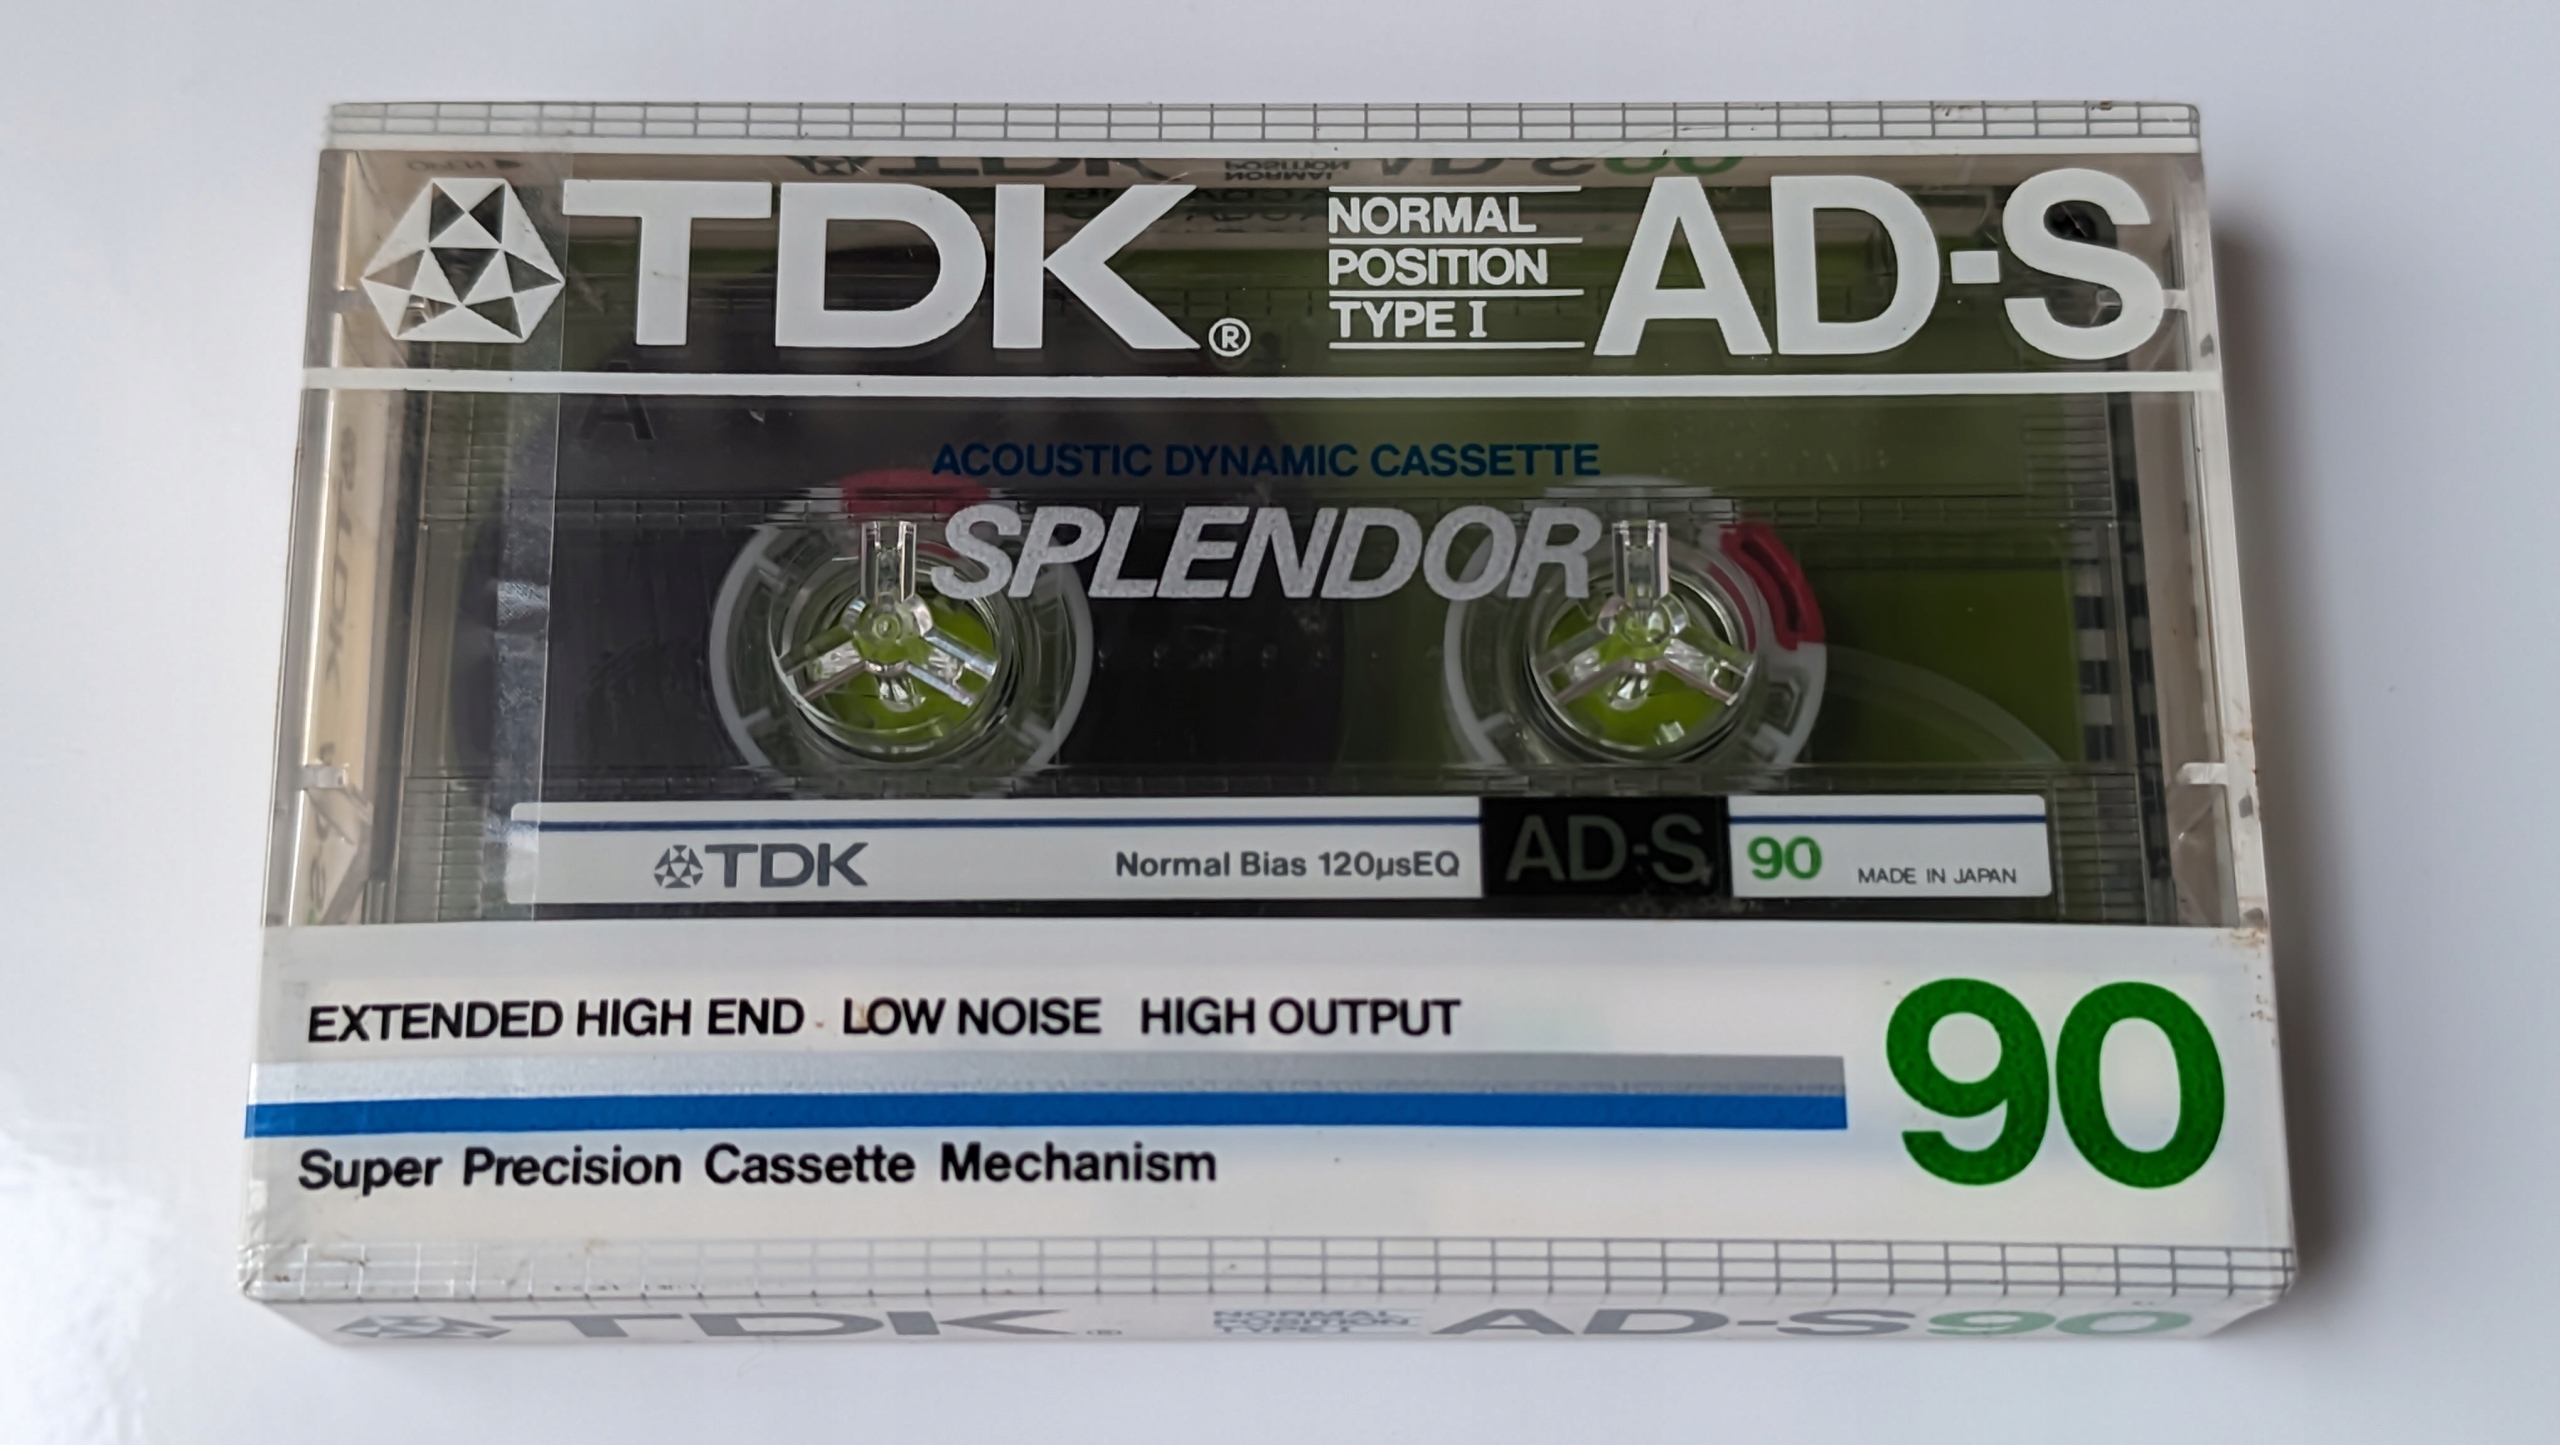 TDK® NORMAL POSITION TYPE I AD-S
A
ACOUSTIC DYNAMIC CASSETTE
SPLENDOR
TDK Normal Bias 120µsEQ AD-S 90 MADE IN JAPAN
EXTENDED HIGH END LOW NOISE HIGH OUTPUT
90
Super Precision Cassette Mechanism
TDK® NORMAL POSITION TYPE I AD-S90